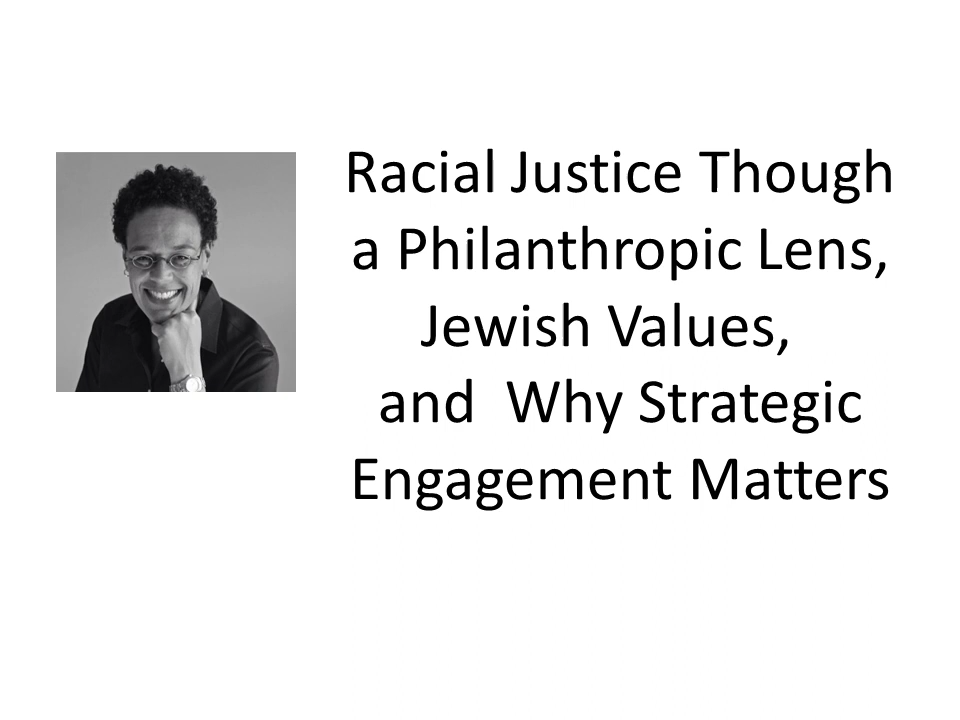 Racial Justice Though
a Philanthropic Lens,
Jewish Values,
and  Why Strategic
Engagement Matters